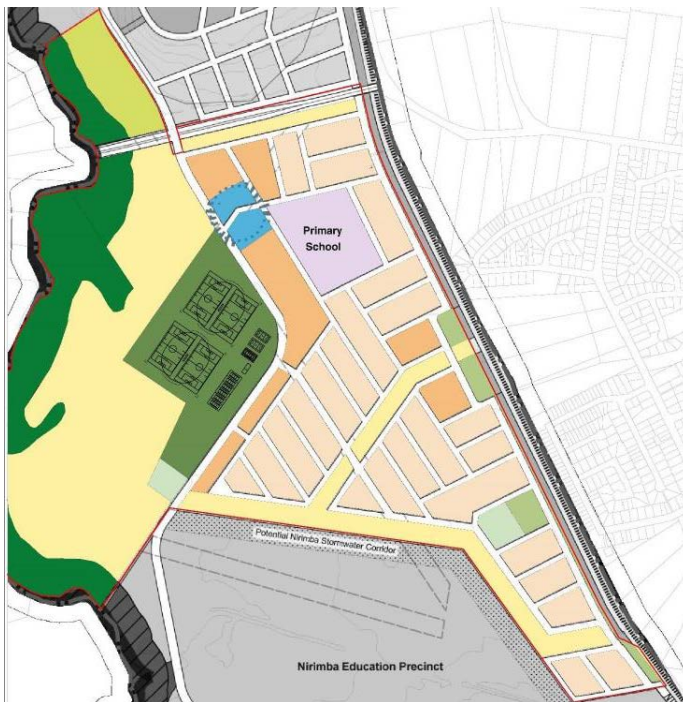 Primary
School
Potential Nirimba Stormwater Corridor
Nirimba Education Precinct